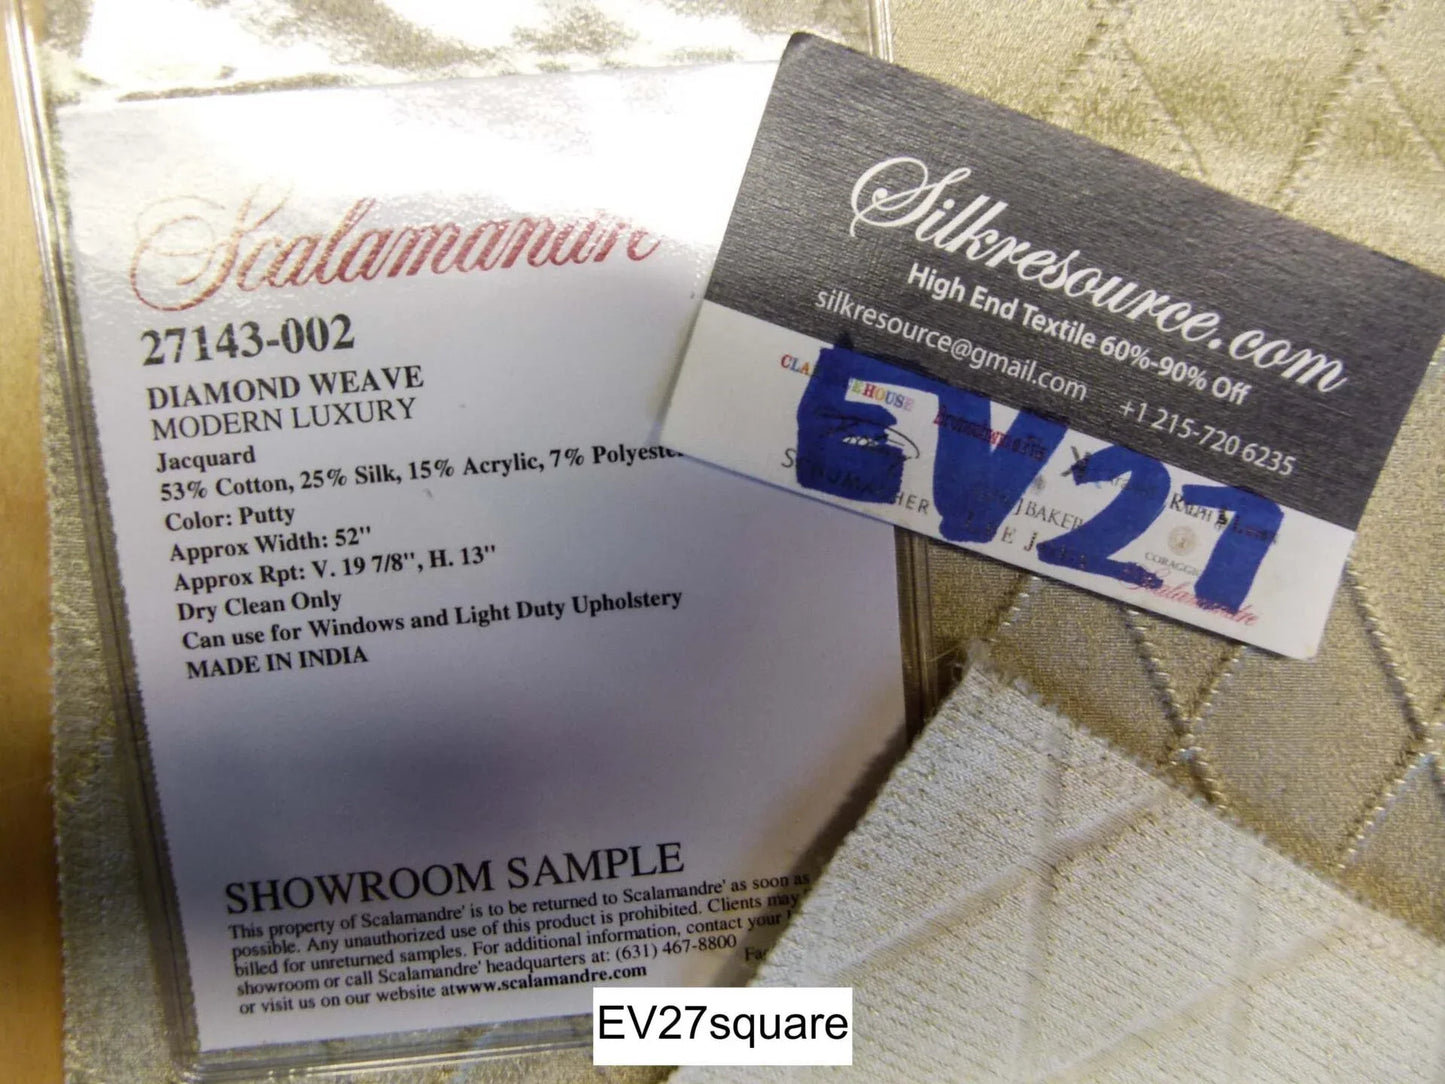 Scalamandre
27143-002
DIAMOND WEAVE
MODERN LUXURY
Jacquard
53% Cotton, 25% Silk, 15% Acrylic, 7% Polyester
Color: Putty
Approx Width: 52"
Approx Rpt: V. 19 7/8", H. 13"
Dry Clean Only
Can use for Windows and Light Duty Upholstery
MADE IN INDIA
SHOWROOM SAMPLE
This property of Scalamandre' is to be returned to Scalamandre' as soon as
possible. Any unauthorized use of this product is prohibited. Clients may
billed for unreturned samples. For additional information, contact your
showroom or call Scalamandre' headquarters at: (631) 467-8800
or visit us on our website atwww.scalamandre.com
Silkresource.com
High End Textile 60%-90% Off
silkresource@gmail.com +1 215-720 6235
EV27
HOUSE
BAKER
RALPH
CORAGGIO
Scalamandre
EV27square